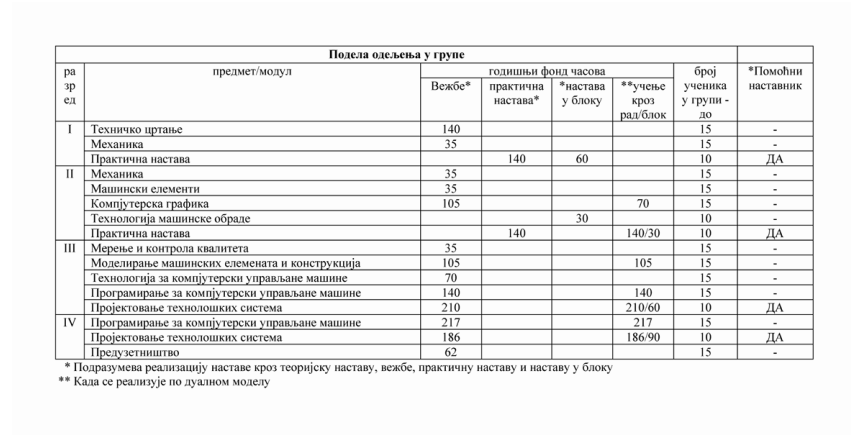 Подела одељења у групе
разред предмет/модул годишњи фонд часова број ученика у групи - до *Помоћни наставник
Вежбе* практична настава* *настава у блоку **учење кроз рад/блок
I Техничко цртање 140 15 -
Механика 35 15 -
Практична настава 140 60 10 ДА
II Механика 35 15 -
Машински елементи 35 15 -
Компјутерска графика 105 70 15 -
Технологија машинске обраде 30 10 -
Практична настава 140 140/30 10 ДА
III Мерење и контрола квалитета 35 15 -
Моделирање машинских елемената и конструкција 105 105 15 -
Технологија за компјутерски управљане машине 70 15 -
Програмирање за компјутерски управљане машине 140 140 15 -
Пројектовање технолошких система 210 210/60 10 ДА
IV Програмирање за компјутерски управљане машине 217 217 15 -
Пројектовање технолошких система 186 186/90 10 ДА
Предузетништво 62 15 -
* Подразумева реализацију наставе кроз теоријску наставу, вежбе, практичну наставу и наставу у блоку
** Када се реализује по дуалном моделу